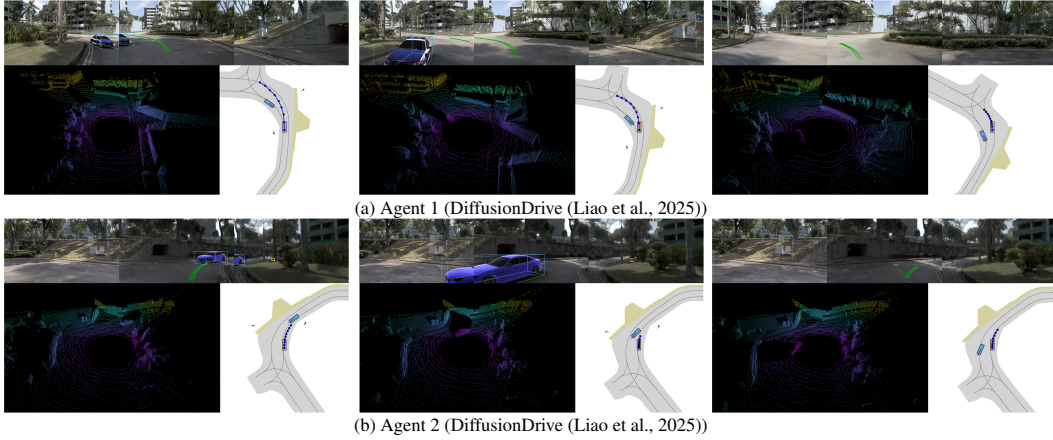 (a) Agent 1 (DiffusionDrive (Liao et al., 2025))
(b) Agent 2 (DiffusionDrive (Liao et al., 2025))